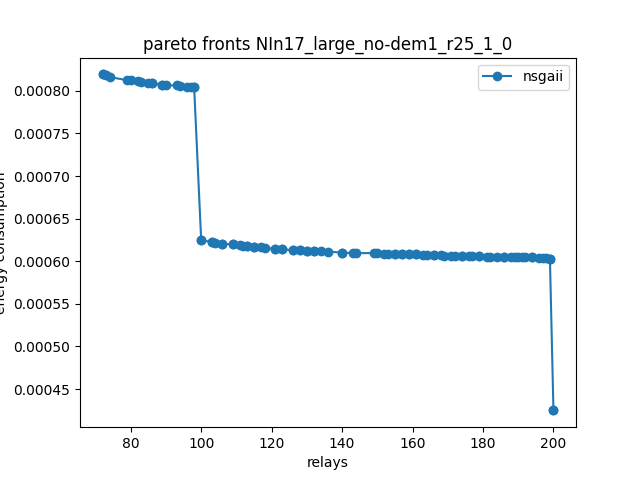 pareto fronts NIn17_large_no-dem1_r25_1_0
nsgaii
0.00080
0.00075
0.00070
0.00065
0.00060
0.00055
0.00050
0.00045
energy consumption
80 100 120 140 160 180 200
relays